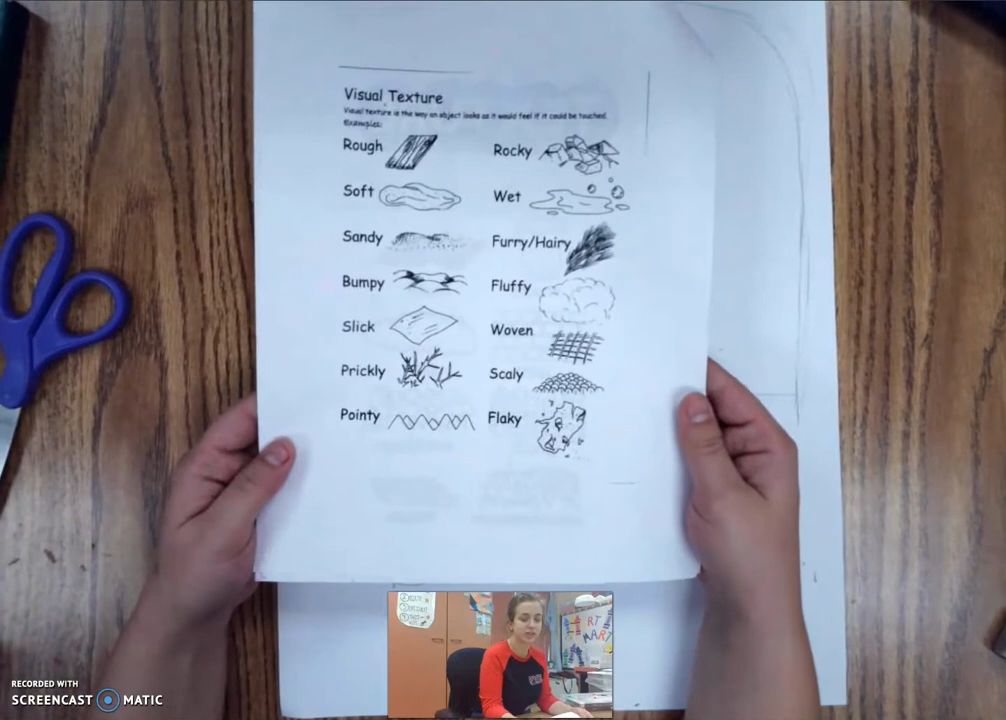 Visual Texture
Visual texture is the way an object looks as it would feel if it could be touched.
Examples:
Rough
Rocky
Soft
Wet
Sandy
Furry/Hairy
Bumpy
Fluffy
Slick
Woven
Prickly
Scaly
Pointy
Flaky
RT
MART
RECORDED WITH
SCREENCAST MATIC